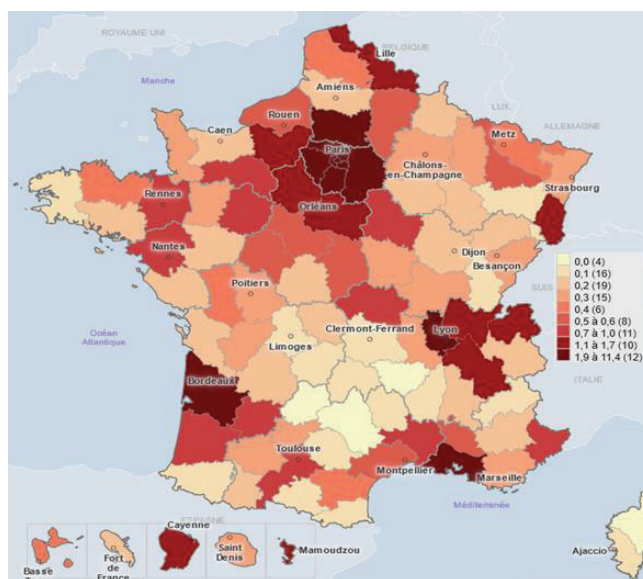 ROYAUME UNI
BELGIQUE
Lille
Manche
Amiens
Rouen
LUX.
Caen
Metz
ALLEMAGNE
Paris
Châlons-
en-Champagne
Strasbourg
Rennes
Orléans
Nantes
Dijon
Besançon
Poitiers
SUIS
Océan
Atlantique
Clermont-Ferrand
Lyon
Limoges
ITALIE
Bordeaux
Toulouse
Montpellier
Marseille
Méditerranée
ESPAGNE
Ajaccio
0,0 (4)
0,1 (16)
0,2 (19)
0,3 (15)
0,4 (6)
0,5 à 0,6 (8)
0,7 à 1,0 (11)
1,1 à 1,7 (10)
1,9 à 11,4 (12)
Basse
Fort
de
France
Cayenne
Saint
Denis
Mamoudzou